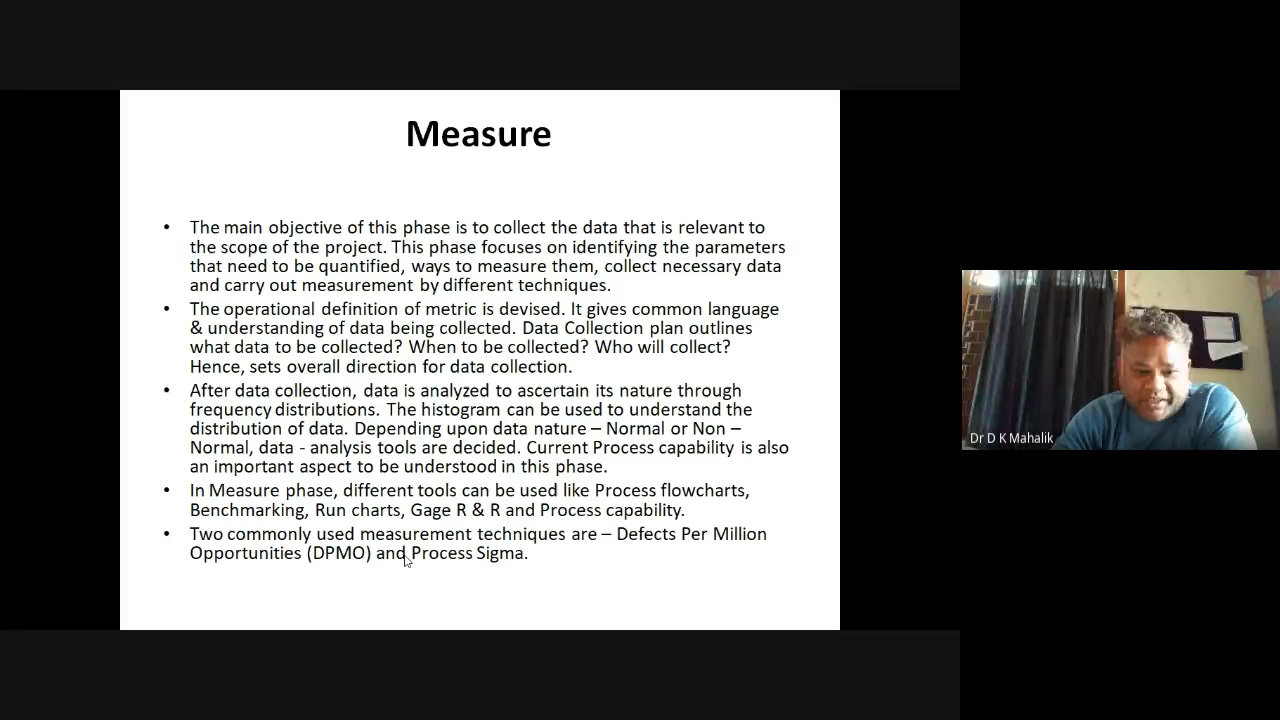 Measure
• The main objective of this phase is to collect the data that is relevant to
the scope of the project. This phase focuses on identifying the parameters
that need to be quantified, ways to measure them, collect necessary data
and carry out measurement by different techniques.
• The operational definition of metric is devised. It gives common language
& understanding of data being collected. Data Collection plan outlines
what data to be collected? When to be collected? Who will collect?
Hence, sets overall direction for data collection.
• After data collection, data is analyzed to ascertain its nature through
frequency distributions. The histogram can be used to understand the
distribution of data. Depending upon data nature – Normal or Non –
Normal, data - analysis tools are decided. Current Process capability is also
an important aspect to be understood in this phase.
• In Measure phase, different tools can be used like Process flowcharts,
Benchmarking, Run charts, Gage R & R and Process capability.
• Two commonly used measurement techniques are – Defects Per Million
Opportunities (DPMO) and Process Sigma.
Dr D K Mahalik